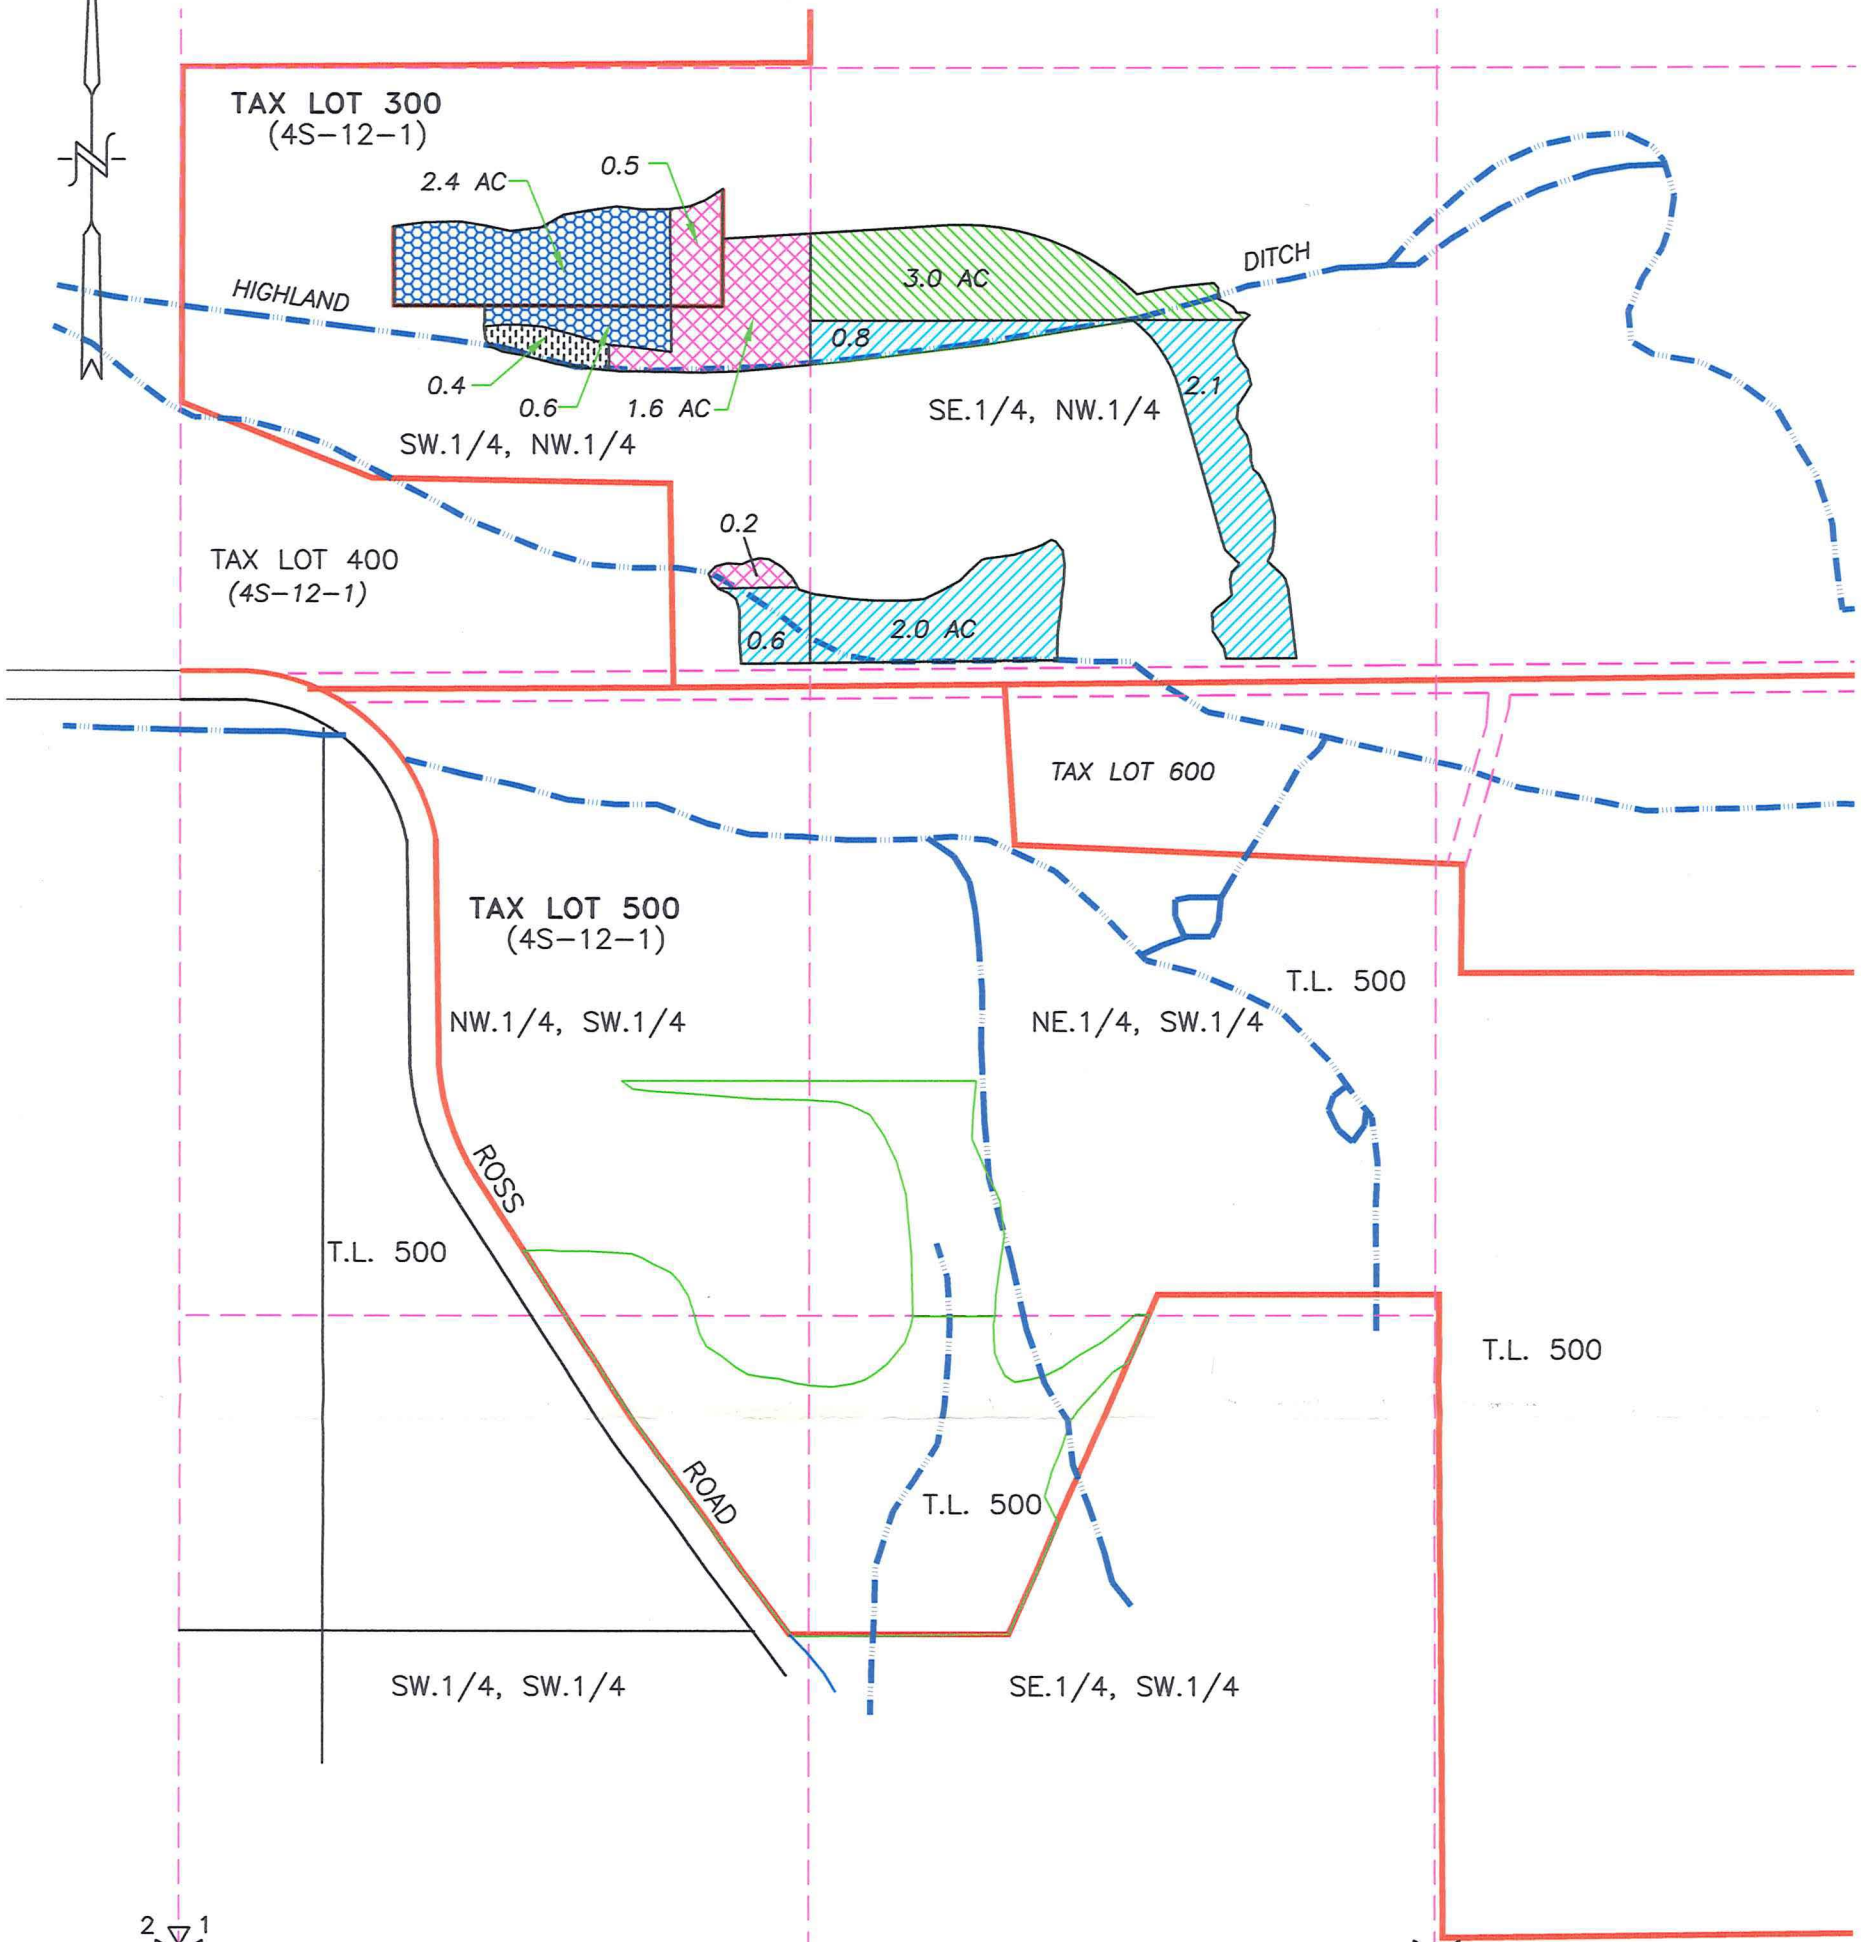 TAX LOT 300
(4S-12-1)
N
0.5
2.4 AC
3.0 AC
DITCH
HIGHLAND
0.8
0.4
0.6
1.6 AC
2.1
SE.1/4, NW.1/4
SW.1/4, NW.1/4
0.2
TAX LOT 400
(4S-12-1)
0.6
2.0 AC
TAX LOT 600
TAX LOT 500
(4S-12-1)
T.L. 500
NW.1/4, SW.1/4
NE.1/4, SW.1/4
ROSS
T.L. 500
T.L. 500
ROAD
T.L. 500
SW.1/4, SW.1/4
SE.1/4, SW.1/4
2 1